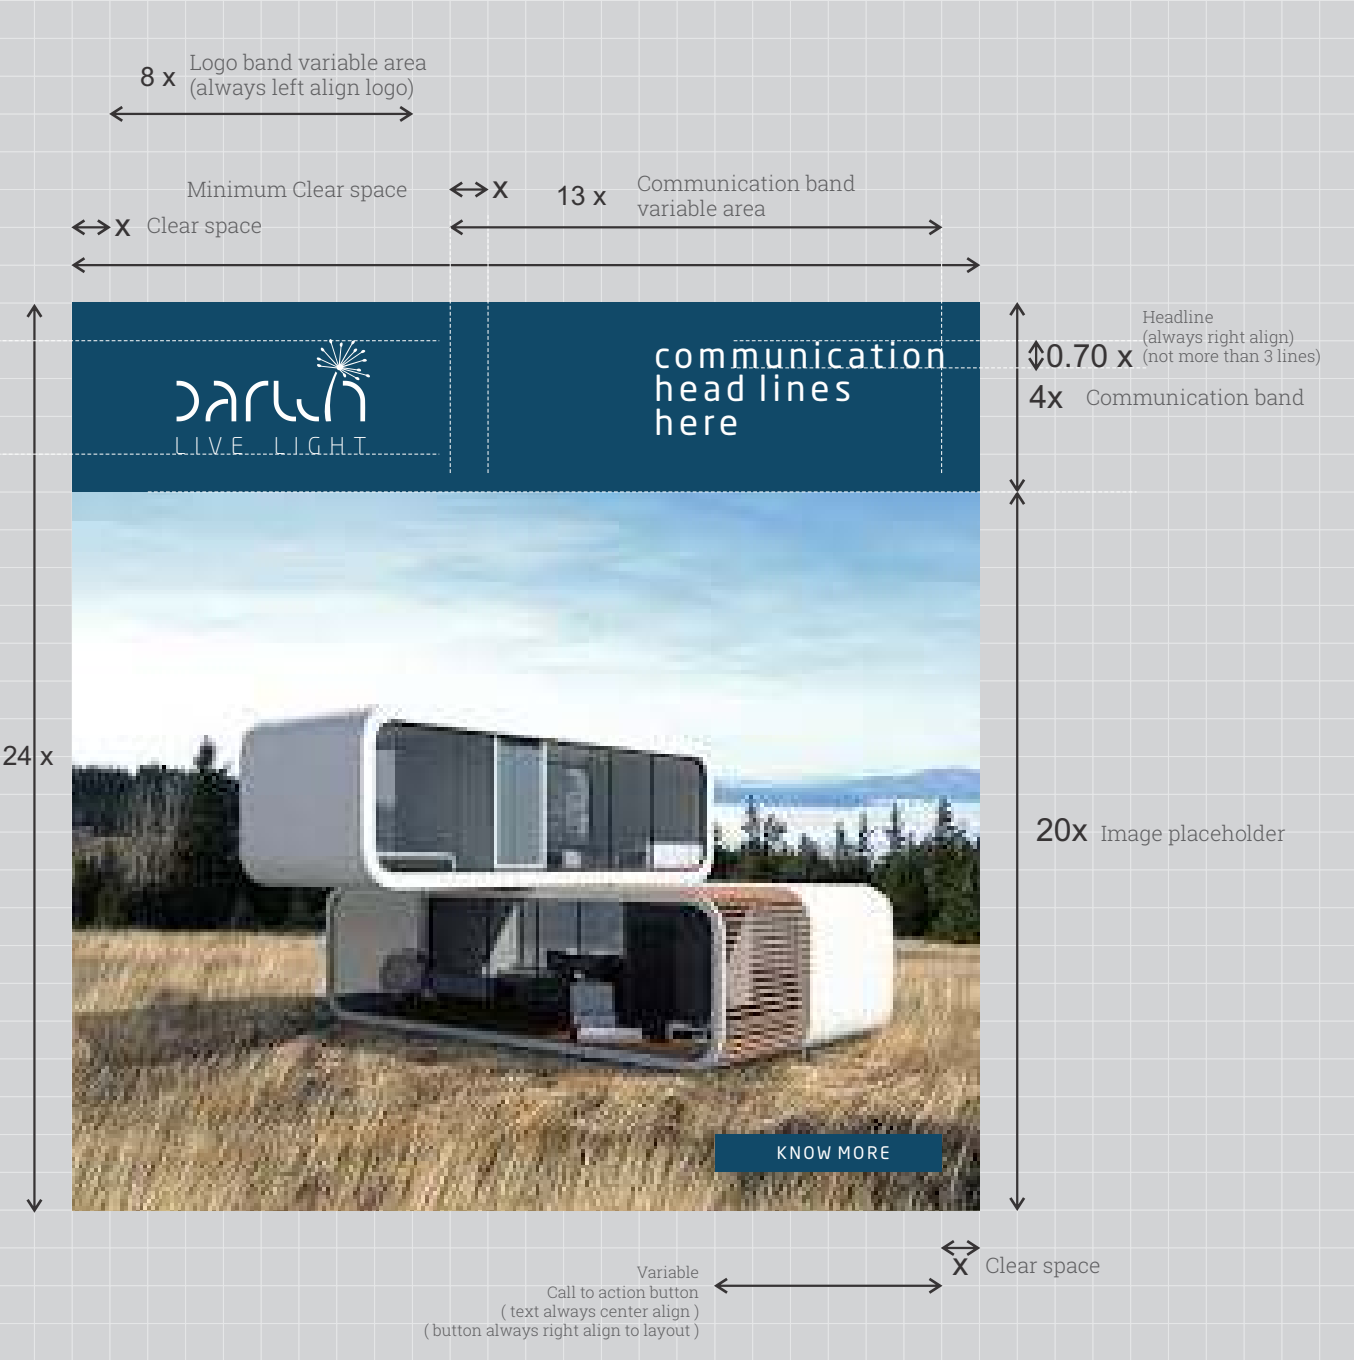 8 x
Logo band variable area
(always left align logo)
Minimum Clear space
x
13 x
Communication band
variable area
x
Clear space
Darwin
LIVE LIGHT
communication
head lines
here
Headline
(always right align)
(not more than 3 lines)
0.70 x
4x
Communication band
24 x
20x
Image placeholder
KNOW MORE
x
Clear space
Variable
Call to action button
( text always center align )
( button always right align to layout )